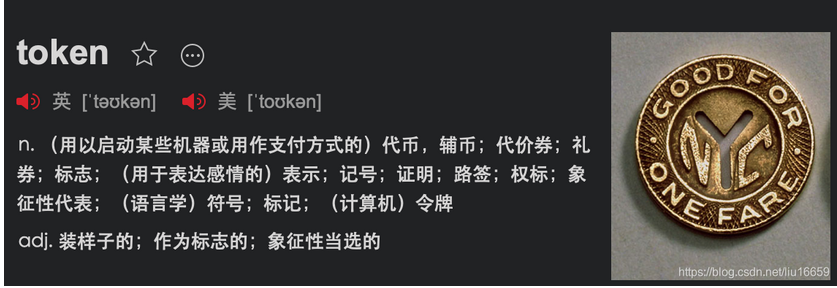 token
英 [ˈtəʊkən] 美 [ˈtoʊkən]
n. （用以启动某些机器或用作支付方式的）代币，辅币；代价券；礼
券；标志；（用于表达感情的）表示；记号；证明；路签；权标；象
征性代表；（语言学）符号；标记；（计算机）令牌
adj. 装样子的；作为标志的；象征性当选的
GOOD FOR
NYC
ONE FARE
https://blog.csdn.net/liu16659